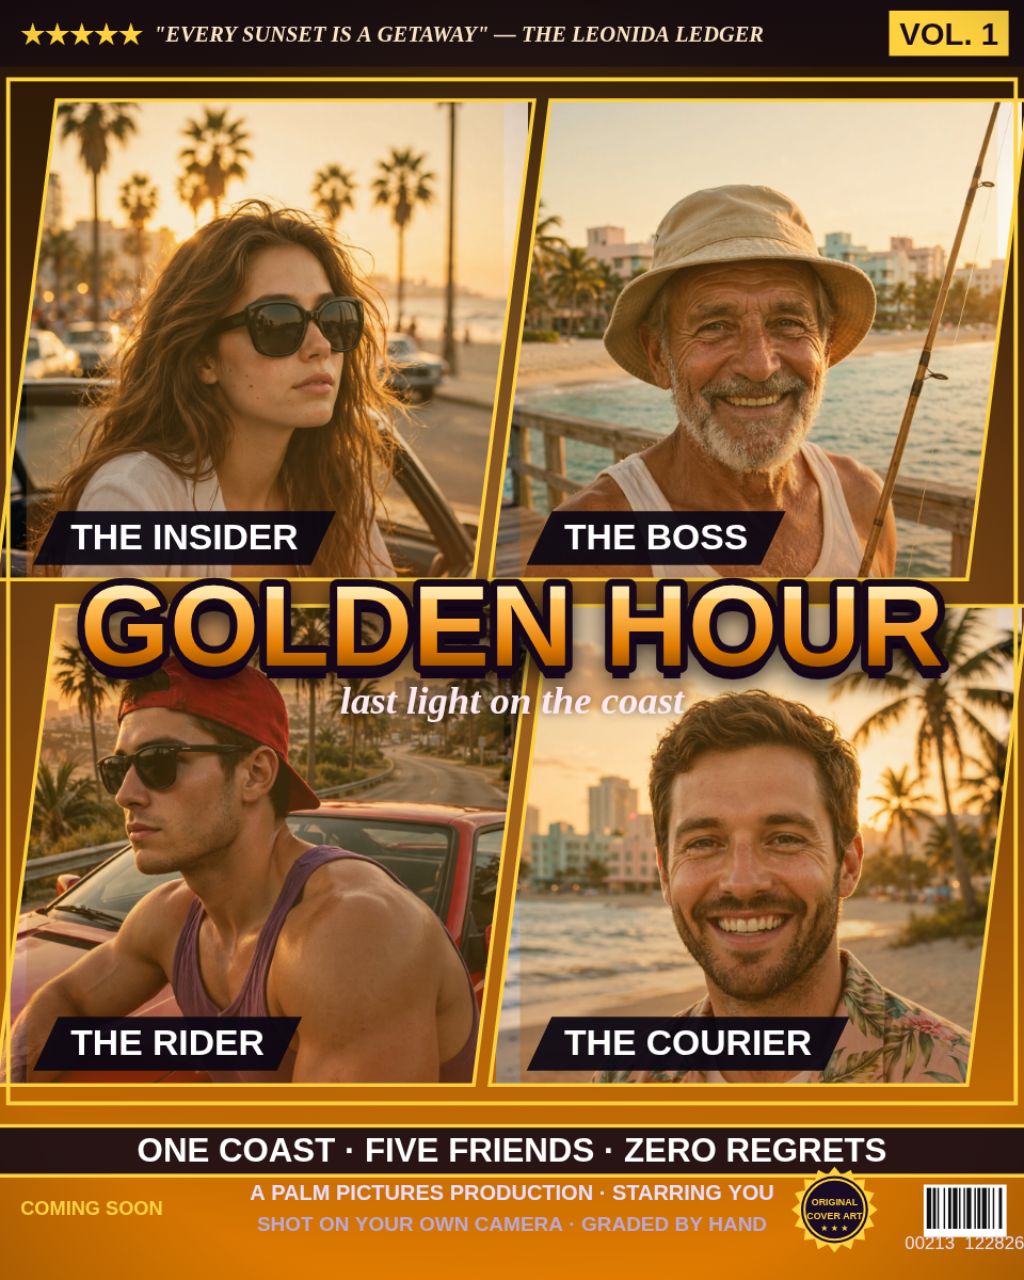 ★★★★★ "EVERY SUNSET IS A GETAWAY" — THE LEONIDA LEDGER
VOL. 1
THE INSIDER
THE BOSS
GOLDEN HOUR
last light on the coast
THE RIDER
THE COURIER
ONE COAST · FIVE FRIENDS · ZERO REGRETS
COMING SOON
A PALM PICTURES PRODUCTION · STARRING YOU
SHOT ON YOUR OWN CAMERA · GRADED BY HAND
ORIGINAL
COVER ART
★ ★ ★
00213 122826